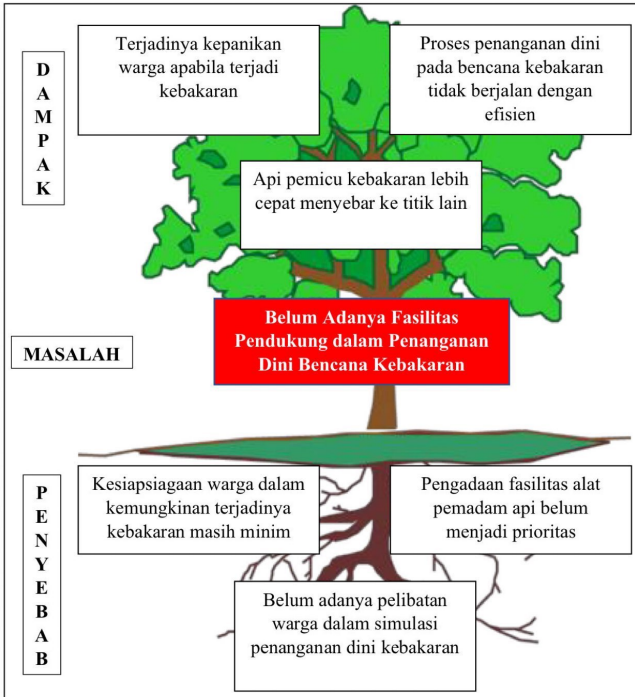 DAMPAK
Terjadinya kepanikan
warga apabila terjadi
kebakaran
Proses penanganan dini
pada bencana kebakaran
tidak berjalan dengan
efisien
Api pemicu kebakaran lebih
cepat menyebar ke titik lain
MASALAH
Belum Adanya Fasilitas
Pendukung dalam Penanganan
Dini Bencana Kebakaran
PENYEBAB
Kesiapsiagaan warga dalam
kemungkinan terjadinya
kebakaran masih minim
Pengadaan fasilitas alat
pemadam api belum
menjadi prioritas
Belum adanya pelibatan
warga dalam simulasi
penanganan dini kebakaran